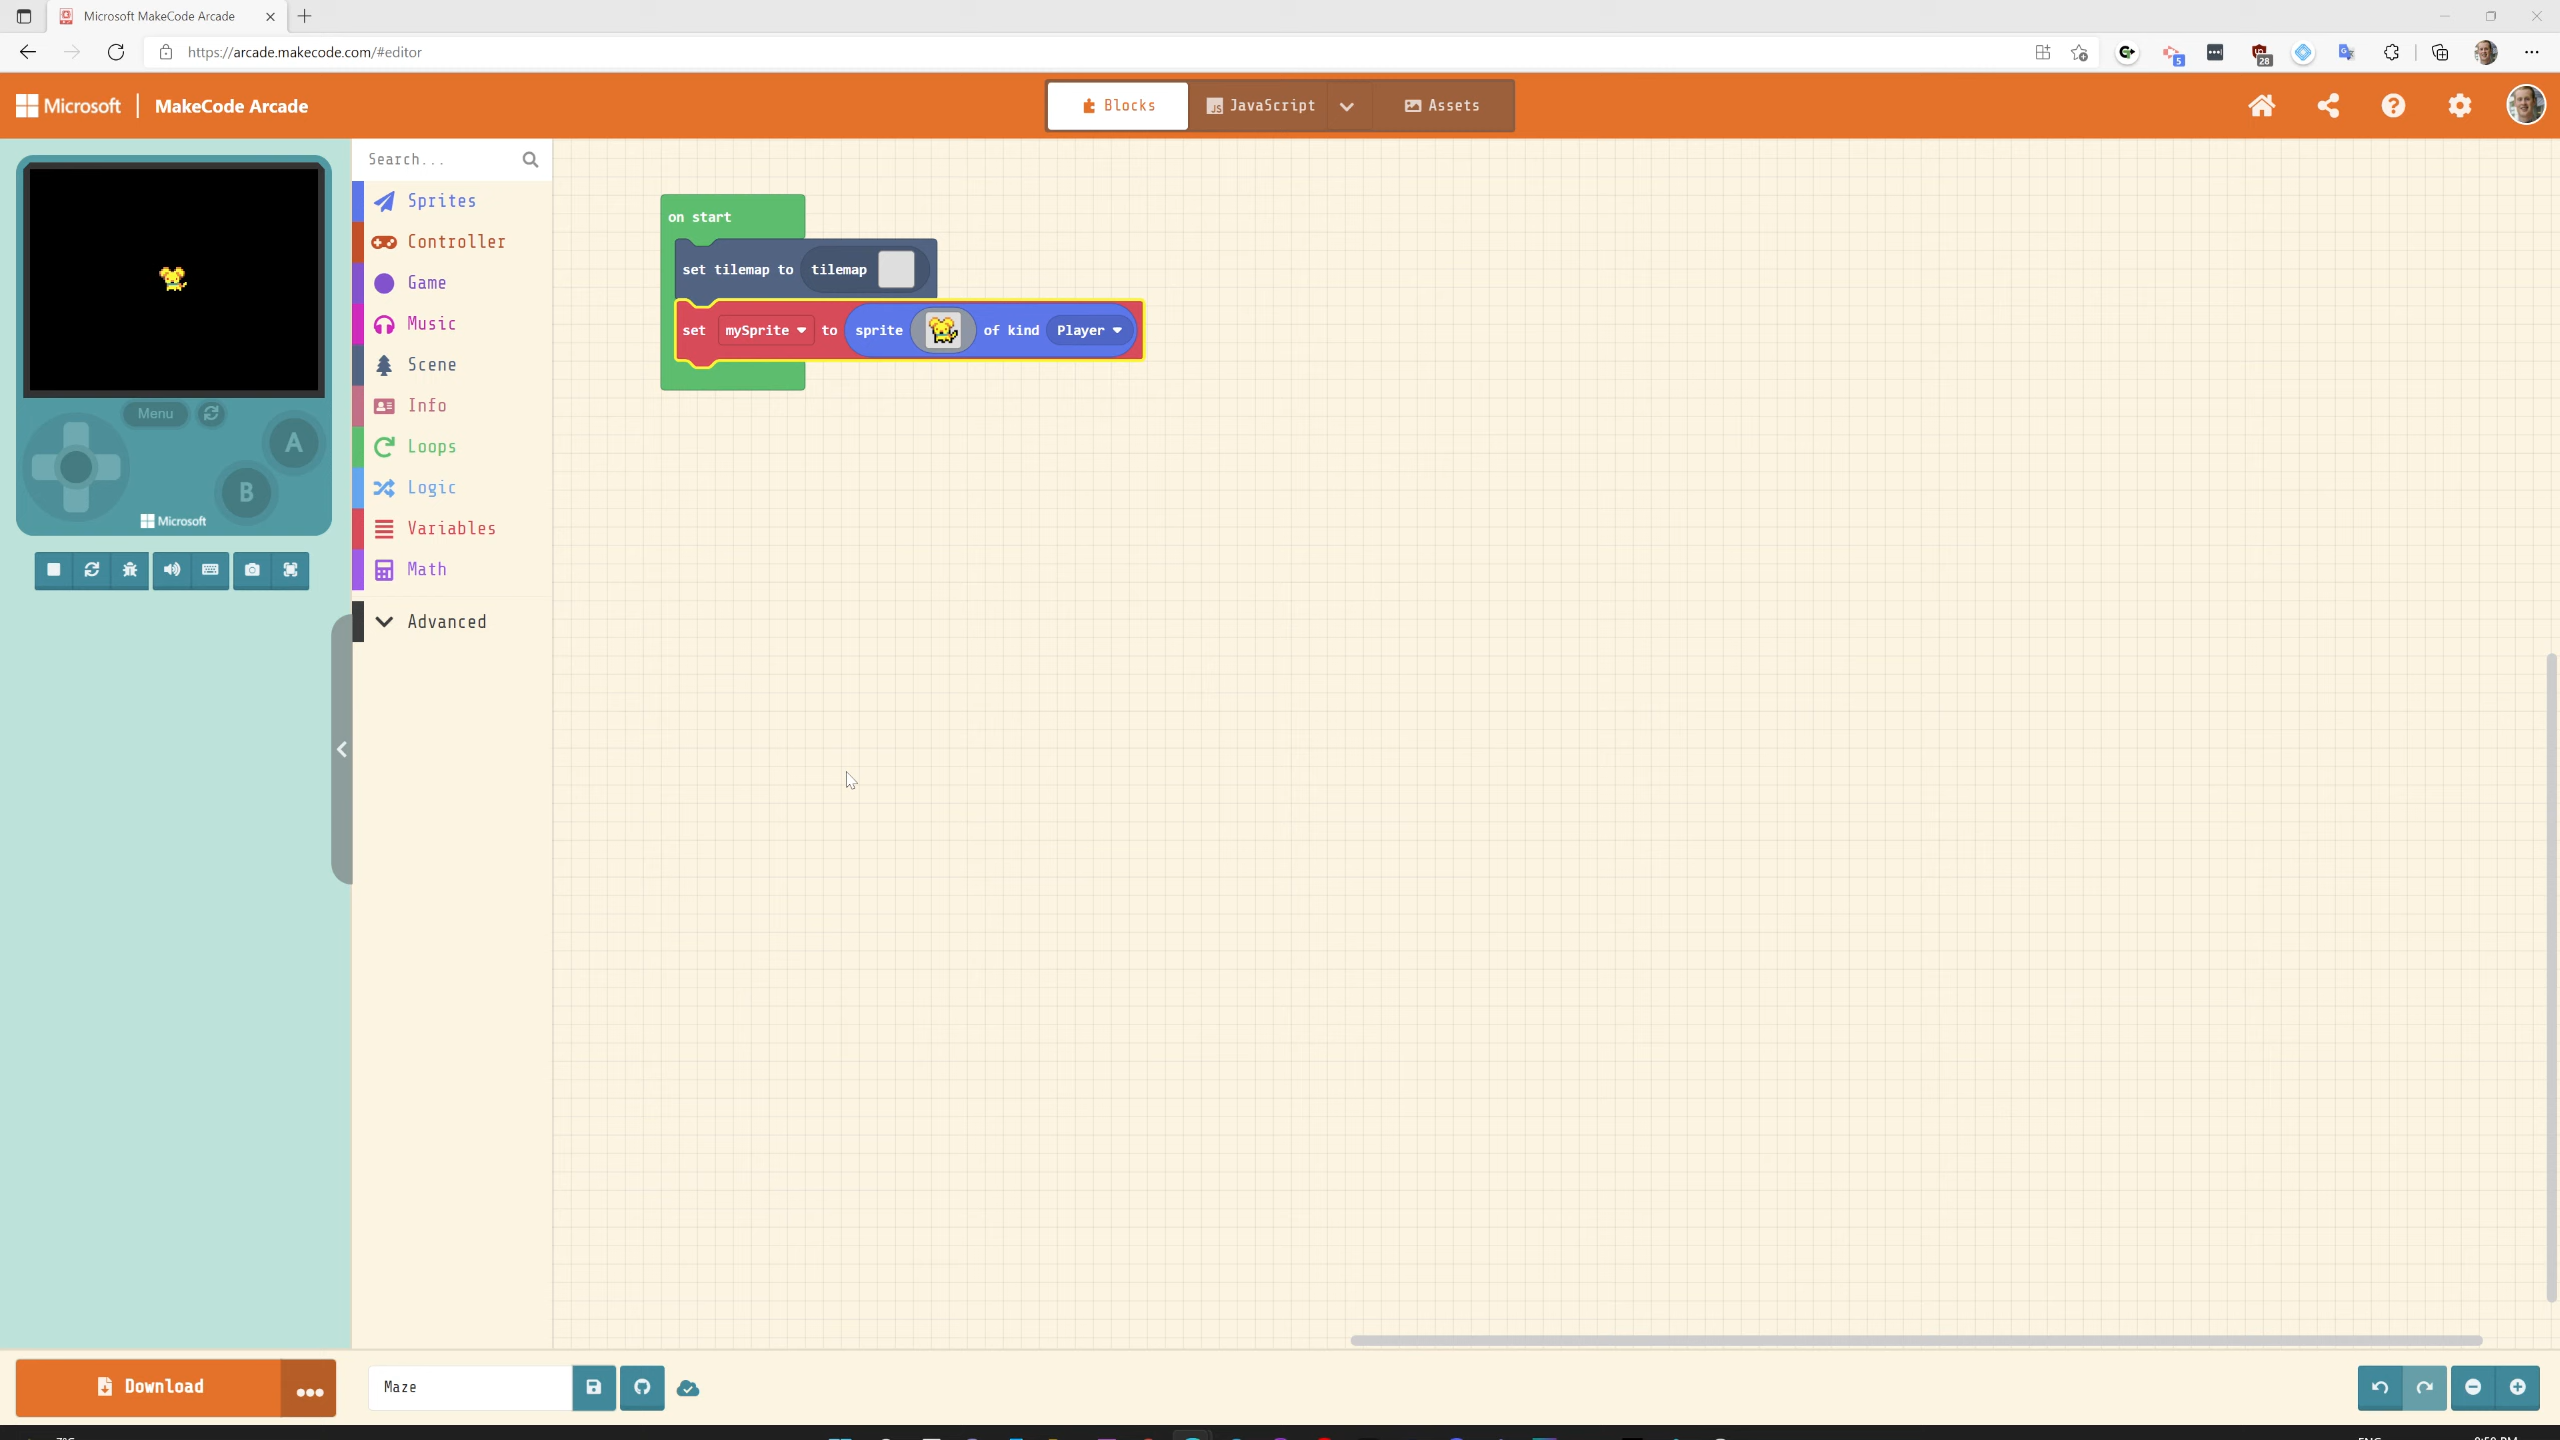 Microsoft MakeCode Arcade
https://arcade.makecode.com/#editor
5
28
Microsoft
MakeCode Arcade
Blocks
JavaScript
Assets
Search...
Sprites
Controller
Game
Music
Scene
Info
Loops
Logic
Variables
Math
Advanced
Menu
A
B
Microsoft
on start
set tilemap to tilemap
set mySprite to sprite of kind Player
Download
Maze